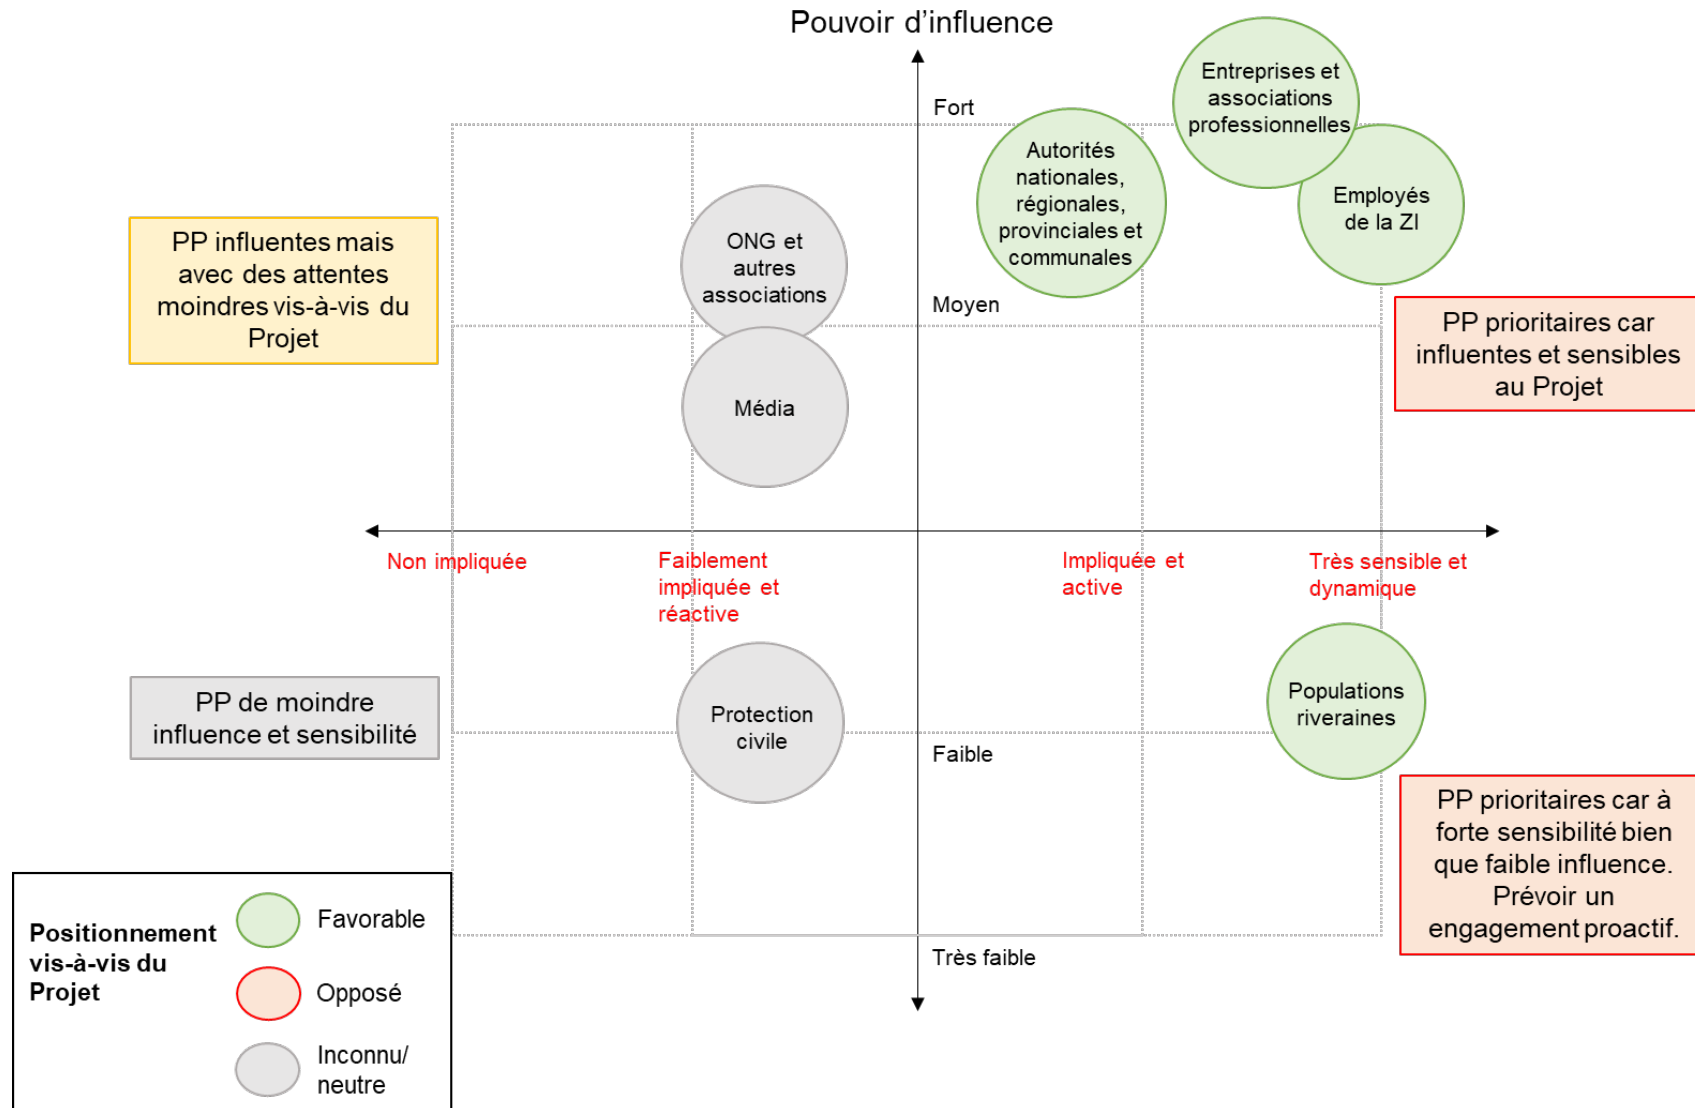 Pouvoir d'influence
Fort
Entreprises et
associations
professionnelles
Autorités
nationales,
régionales,
provinciales et
communales
Employés
de la ZI
PP influentes mais
avec des attentes
moindres vis-à-vis du
Projet
ONG et
autres
associations
Moyen
Média
PP prioritaires car
influentes et sensibles
au Projet
Non impliquée
Faiblement
impliquée et
réactive
Impliquée et
active
Très sensible et
dynamique
PP de moindre
influence et sensibilité
Protection
civile
Populations
riveraines
Faible
PP prioritaires car à
forte sensibilité bien
que faible influence.
Prévoir un
engagement proactif.
Très faible
Positionnement
vis-à-vis du
Projet
Favorable
Opposé
Inconnu/
neutre